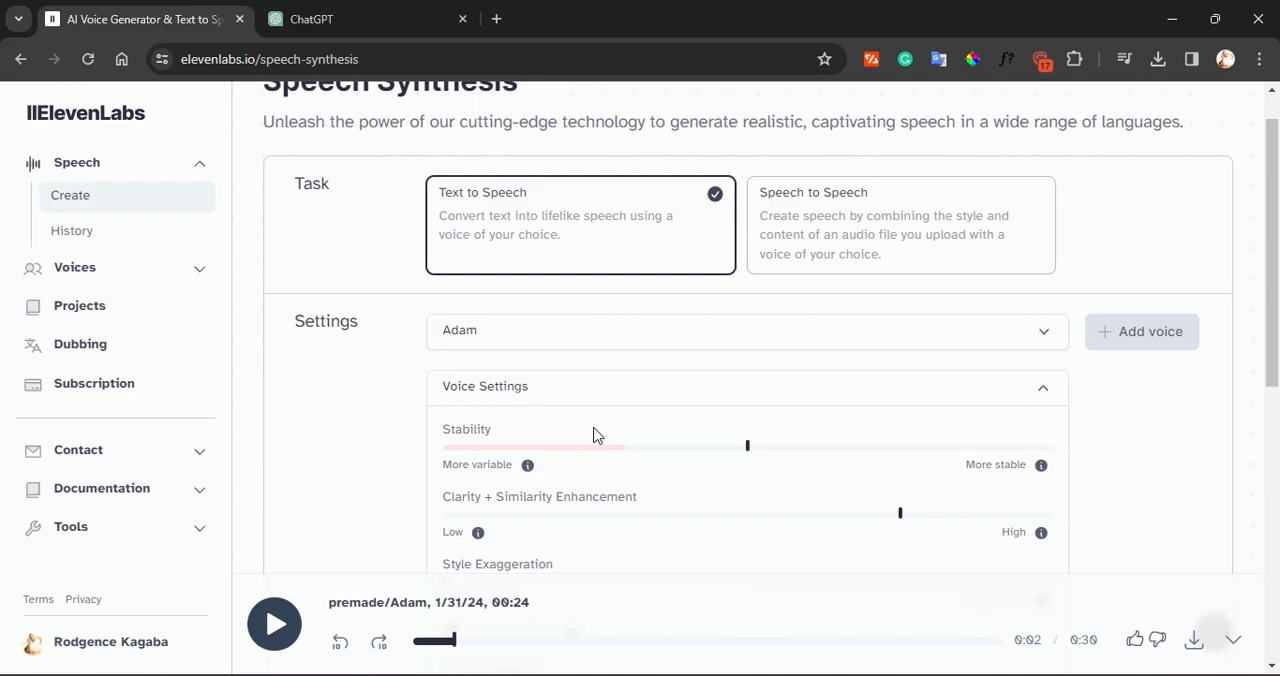 AI Voice Generator & Text to Sp
ChatGPT
elevenlabs.io/speech-synthesis
f?
17
IIElevenLabs
Speech
Create
History
Voices
Projects
Dubbing
Subscription
Contact
Documentation
Tools
Terms Privacy
Rodgence Kagaba
Speech Synthesis
Unleash the power of our cutting-edge technology to generate realistic, captivating speech in a wide range of languages.
Task
Text to Speech
Convert text into lifelike speech using a
voice of your choice.
Speech to Speech
Create speech by combining the style and
content of an audio file you upload with a
voice of your choice.
Settings
Adam
+ Add voice
Voice Settings
Stability
More variable More stable
Clarity + Similarity Enhancement
Low High
Style Exaggeration
premade/Adam, 1/31/24, 00:24
10 10 0:02 / 0:30